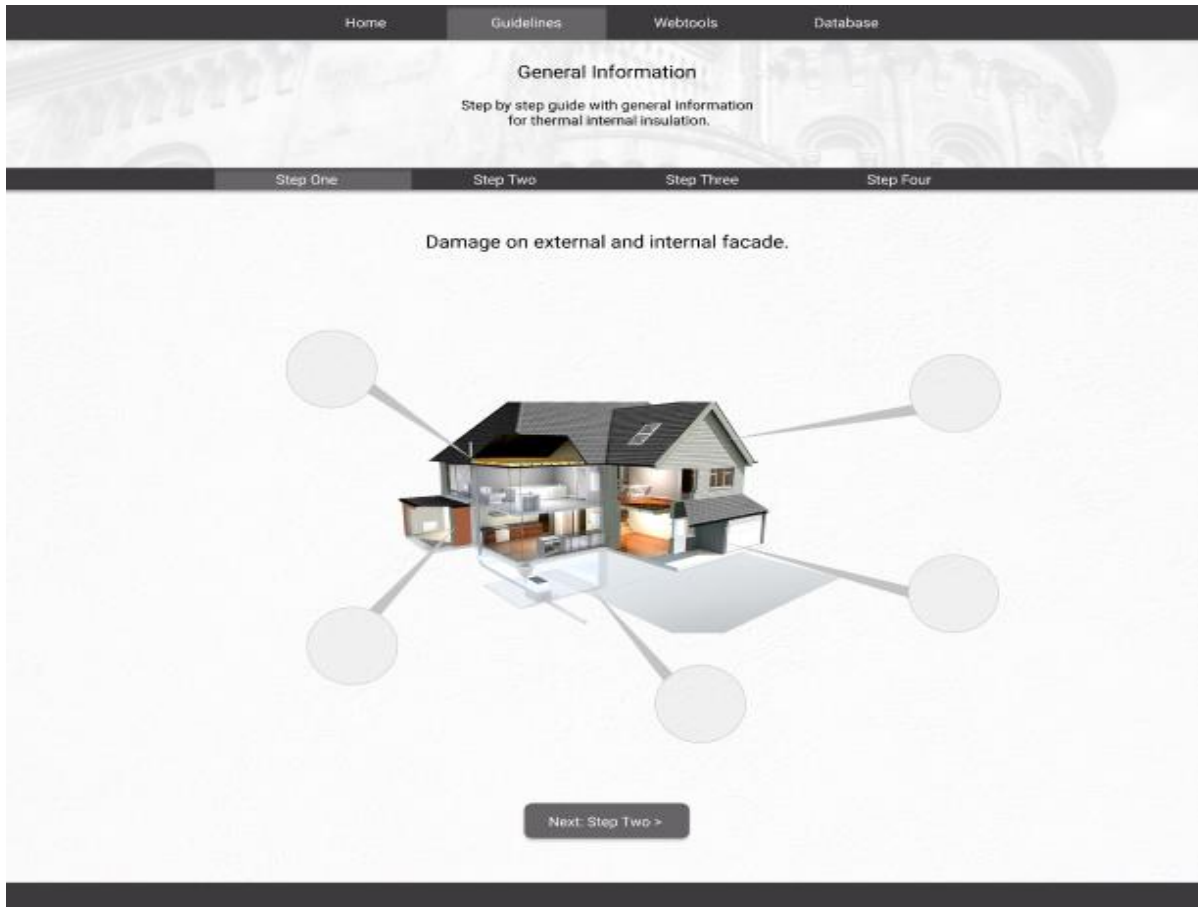 Home Guidelines Webtools Database
General Information
Step by step guide with general information
for thermal internal insulation.
Step One Step Two Step Three Step Four
Damage on external and internal facade.
Next: Step Two >